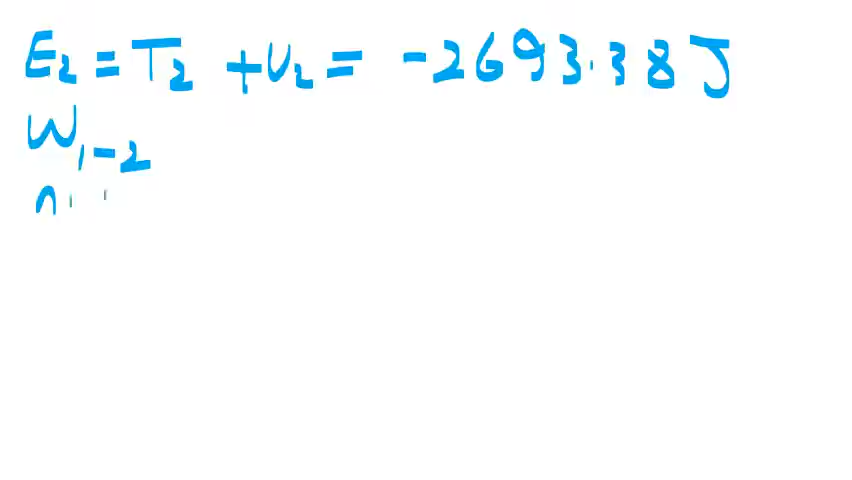 E₂ = T₂ + U₂ = -2693.38 J
W₁₋₂